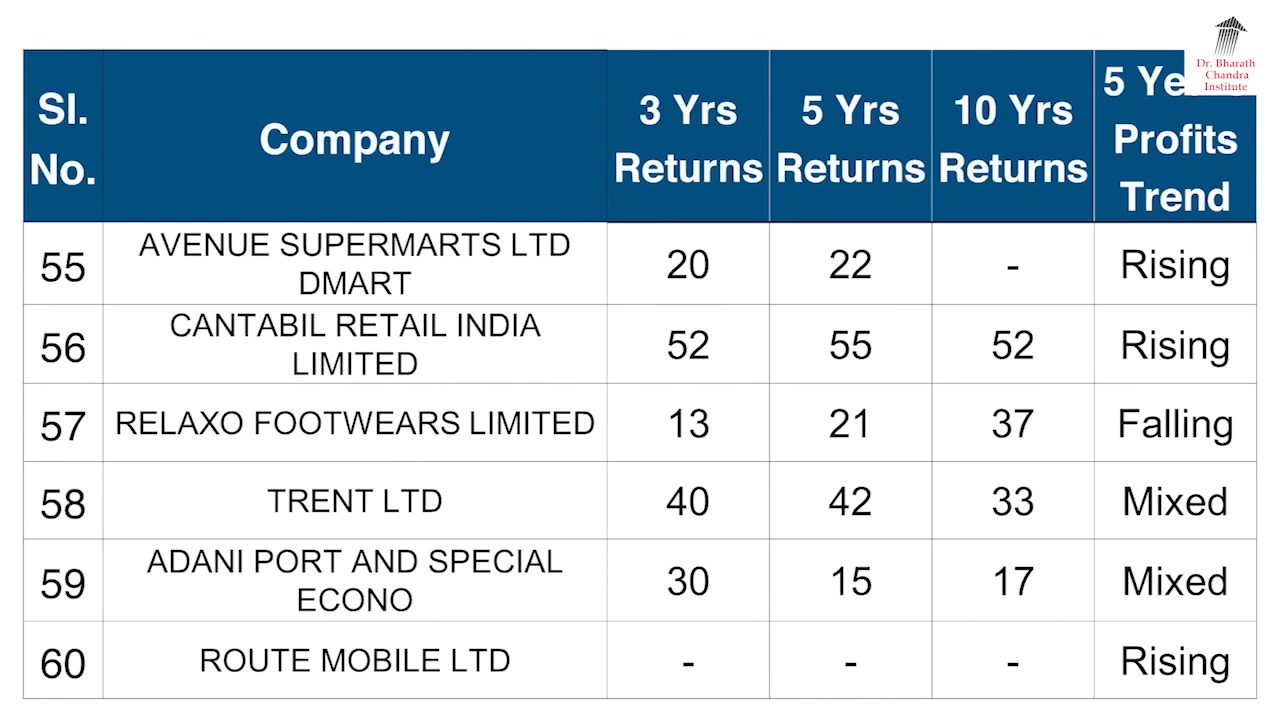 Dr. Bharath
Chandra
Institute
Sl.
No.
Company
3 Yrs
Returns
5 Yrs
Returns
10 Yrs
Returns
5
Profits
Trend
55
AVENUE SUPERMARTS LTD
DMART
20
22
-
Rising
56
CANTABIL RETAIL INDIA
LIMITED
52
55
52
Rising
57
RELAXO FOOTWEARS LIMITED
13
21
37
Falling
58
TRENT LTD
40
42
33
Mixed
59
ADANI PORT AND SPECIAL
ECONO
30
15
17
Mixed
60
ROUTE MOBILE LTD
-
-
-
Rising